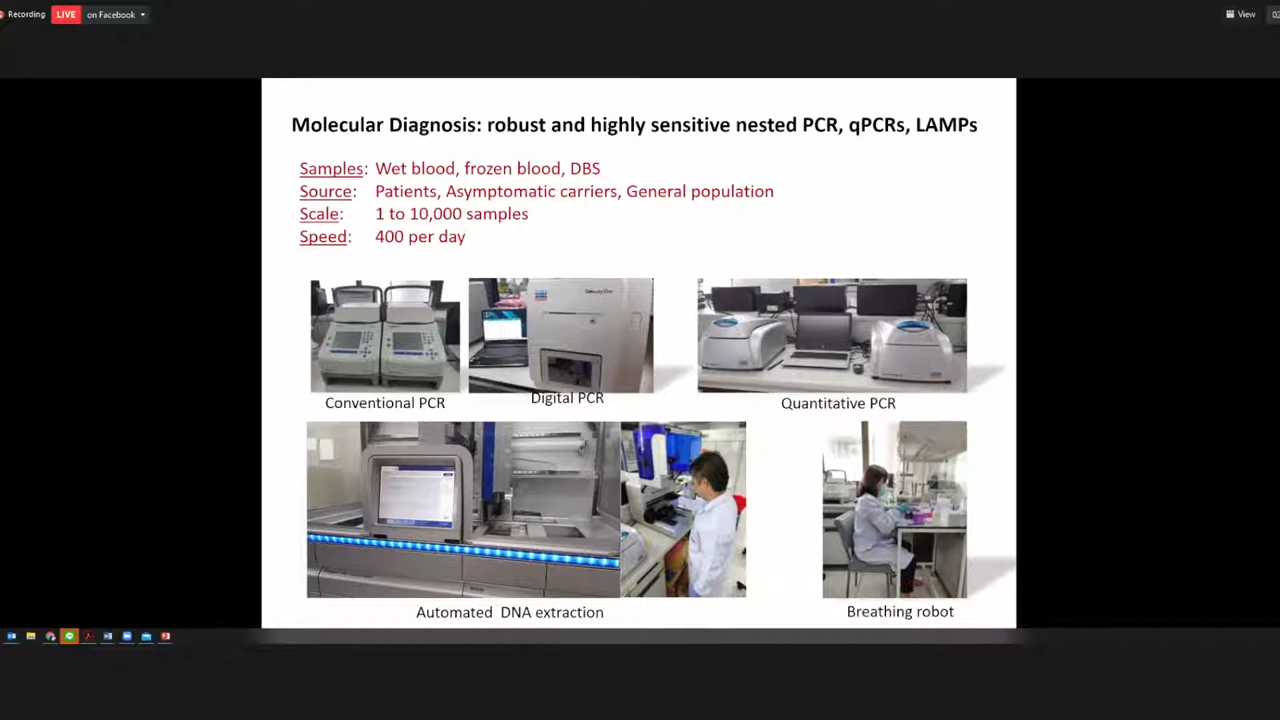 Recording
LIVE on Facebook
View
Molecular Diagnosis: robust and highly sensitive nested PCR, qPCRs, LAMPs
Samples: Wet blood, frozen blood, DBS
Source: Patients, Asymptomatic carriers, General population
Scale: 1 to 10,000 samples
Speed: 400 per day
Conventional PCR
Digital PCR
Quantitative PCR
Automated DNA extraction
Breathing robot